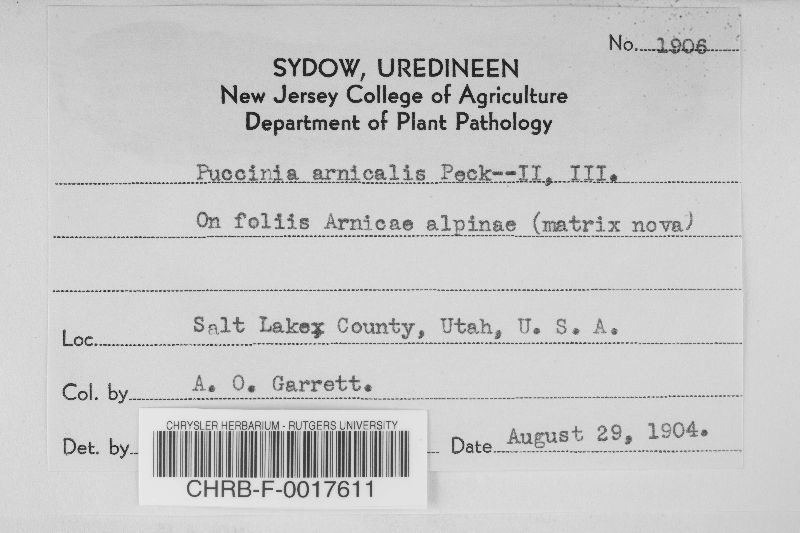 No. 1906
SYDOW, UREDINEEN
New Jersey College of Agriculture
Department of Plant Pathology
Puccinia arnicalis Peck--II, III.
On foliis Arnicae alpinae (matrix nova)
Loc. Salt Lake, County, Utah, U. S. A.
Col. by A. O. Garrett.
Det. by Date August 29, 1904.
CHRYSLER HERBARIUM - RUTGERS UNIVERSITY
CHRB-F-0017611